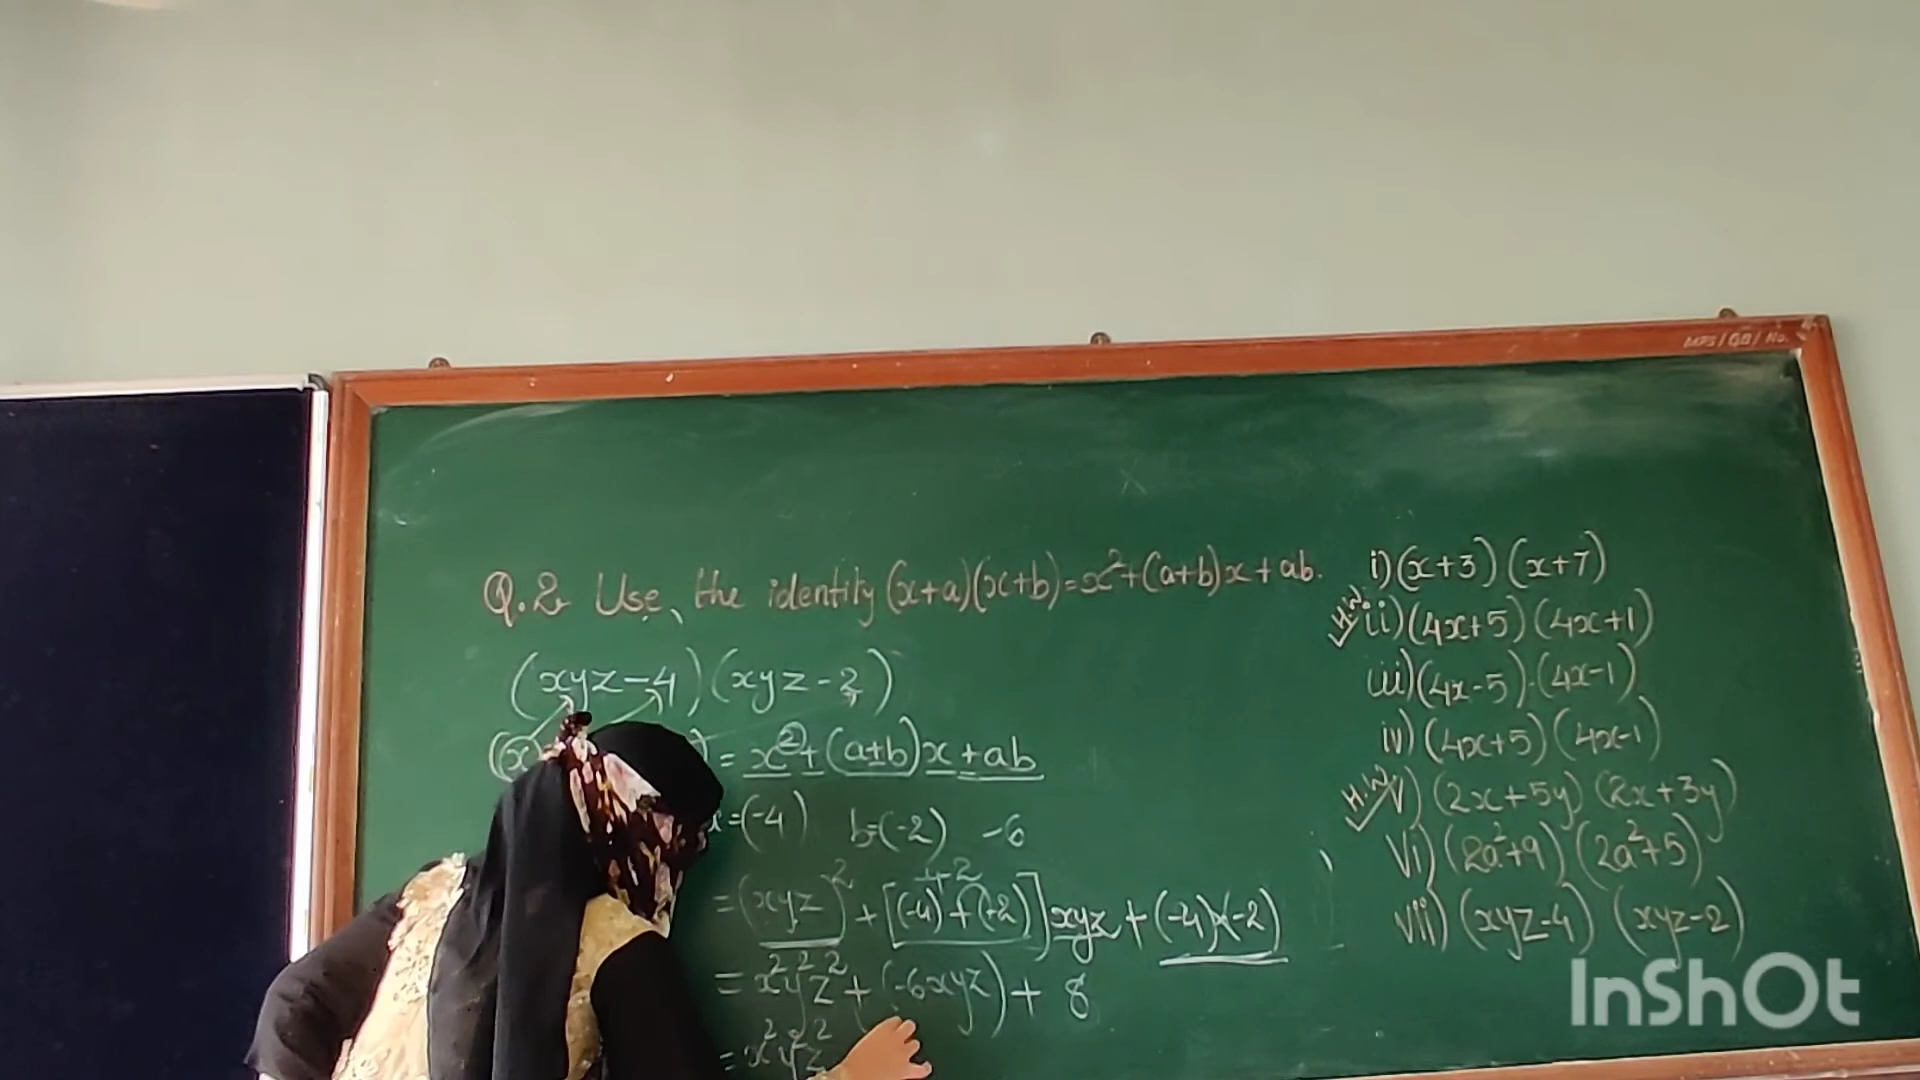 MPS/GB/No.
Q.2. Use, the identity (x+a)(x+b)=x²+(a+b)x+ab.
(xyz-4)(xyz-2)
(x ) = x²+(a+b)x+ab
=(-4) b=(-2) -6
=(xyz)²+[(-4)+(-2)]xyz+(-4)×(-2)
=x²y²z²+(-6xyz)+8
=x²y²z²
i)(x+3)(x+7)
H.W. ii)(4x+5)(4x+1)
iii)(4x-5).(4x-1)
iv)(4x+5)(4x-1)
H.W v)(2x+5y)(2x+3y)
vi)(2a²+9)(2a²+5)
vii)(xyz-4)(xyz-2)
InShOt